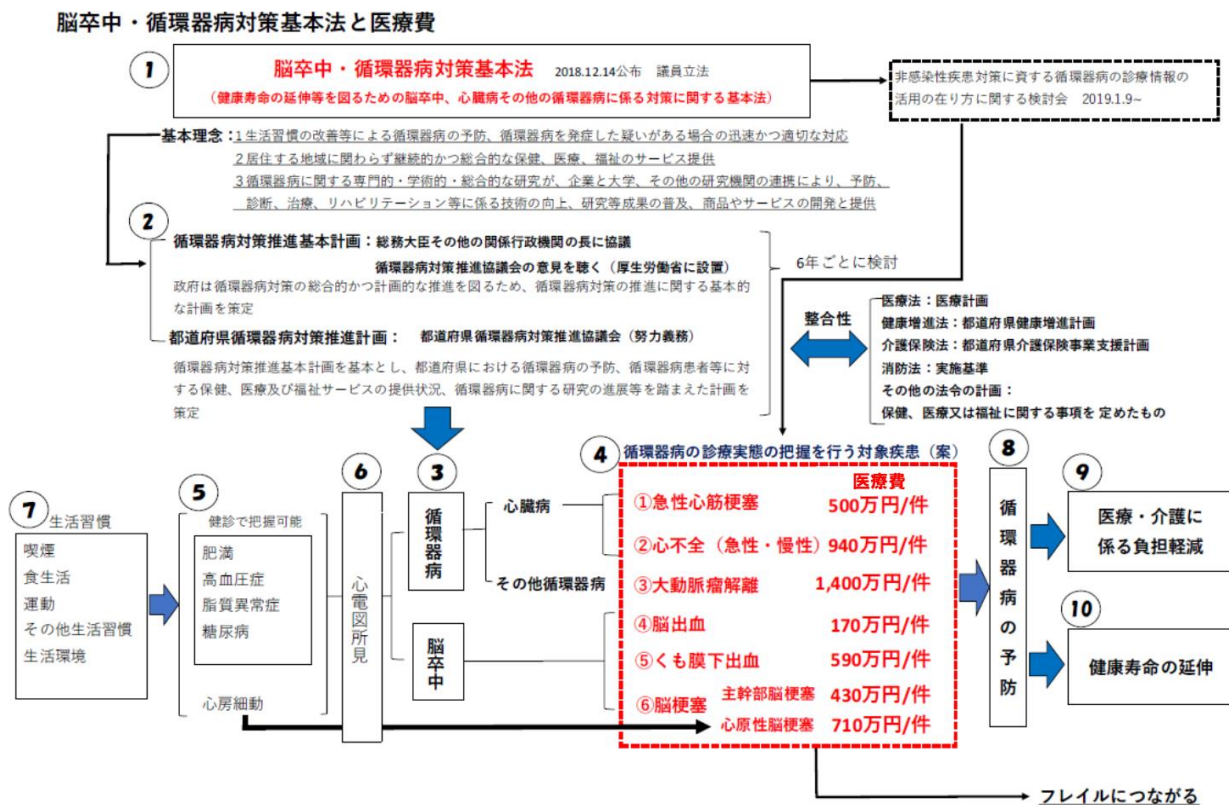 脳卒中・循環器病対策基本法と医療費
①
脳卒中・循環器病対策基本法 2018.12.14公布 議員立法
（健康寿命の延伸等を図るための脳卒中、心臓病その他の循環器病に係る対策に関する基本法）
非感染性疾患対策に資する循環器病の診療情報の
活用の在り方に関する検討会 2019.1.9~
基本理念：1生活習慣の改善等による循環器病の予防、循環器病を発症した疑いがある場合の迅速かつ適切な対応
2居住する地域に関わらず継続的かつ総合的な保健、医療、福祉のサービス提供
3循環器病に関する専門的・学術的・総合的な研究が、企業と大学、その他の研究機関の連携により、予防、
診断、治療、リハビリテーション等に係る技術の向上、研究等成果の普及、商品やサービスの開発と提供
②
循環器病対策推進基本計画：総務大臣その他の関係行政機関の長に協議
循環器病対策推進協議会の意見を聴く（厚生労働省に設置）
政府は循環器病対策の総合的かつ計画的な推進を図るため、循環器病対策の推進に関する基本的
な計画を策定
都道府県循環器病対策推進計画： 都道府県循環器病対策推進協議会（努力義務）
循環器病対策推進基本計画を基本とし、都道府県における循環器病の予防、循環器病患者等に
対する保健、医療及び福祉サービスの提供状況、循環器病に関する研究の進展等を踏まえた計画を
策定
6年ごとに検討
整合性
医療法：医療計画
健康増進法：都道府県健康増進計画
介護保険法：都道府県介護保険事業支援計画
消防法：実施基準
その他の法令の計画：
保健、医療又は福祉に関する事項を 定めたもの
⑦ 生活習慣
喫煙
食生活
運動
その他生活習慣
生活環境
⑤
健診で把握可能
肥満
高血圧症
脂質異常症
糖尿病
心房細動
⑥
心電図所見
③
循環器病
脳卒中
心臓病
その他循環器病
④ 循環器病の診療実態の把握を行う対象疾患（案）
医療費
①急性心筋梗塞 500万円/件
②心不全（急性・慢性）940万円/件
③大動脈瘤解離 1,400万円/件
④脳出血 170万円/件
⑤くも膜下出血 590万円/件
⑥脳梗塞 主幹部脳梗塞 430万円/件
心原性脳梗塞 710万円/件
⑧
循環器病の予防
⑨
医療・介護に
係る負担軽減
⑩
健康寿命の延伸
フレイルにつながる